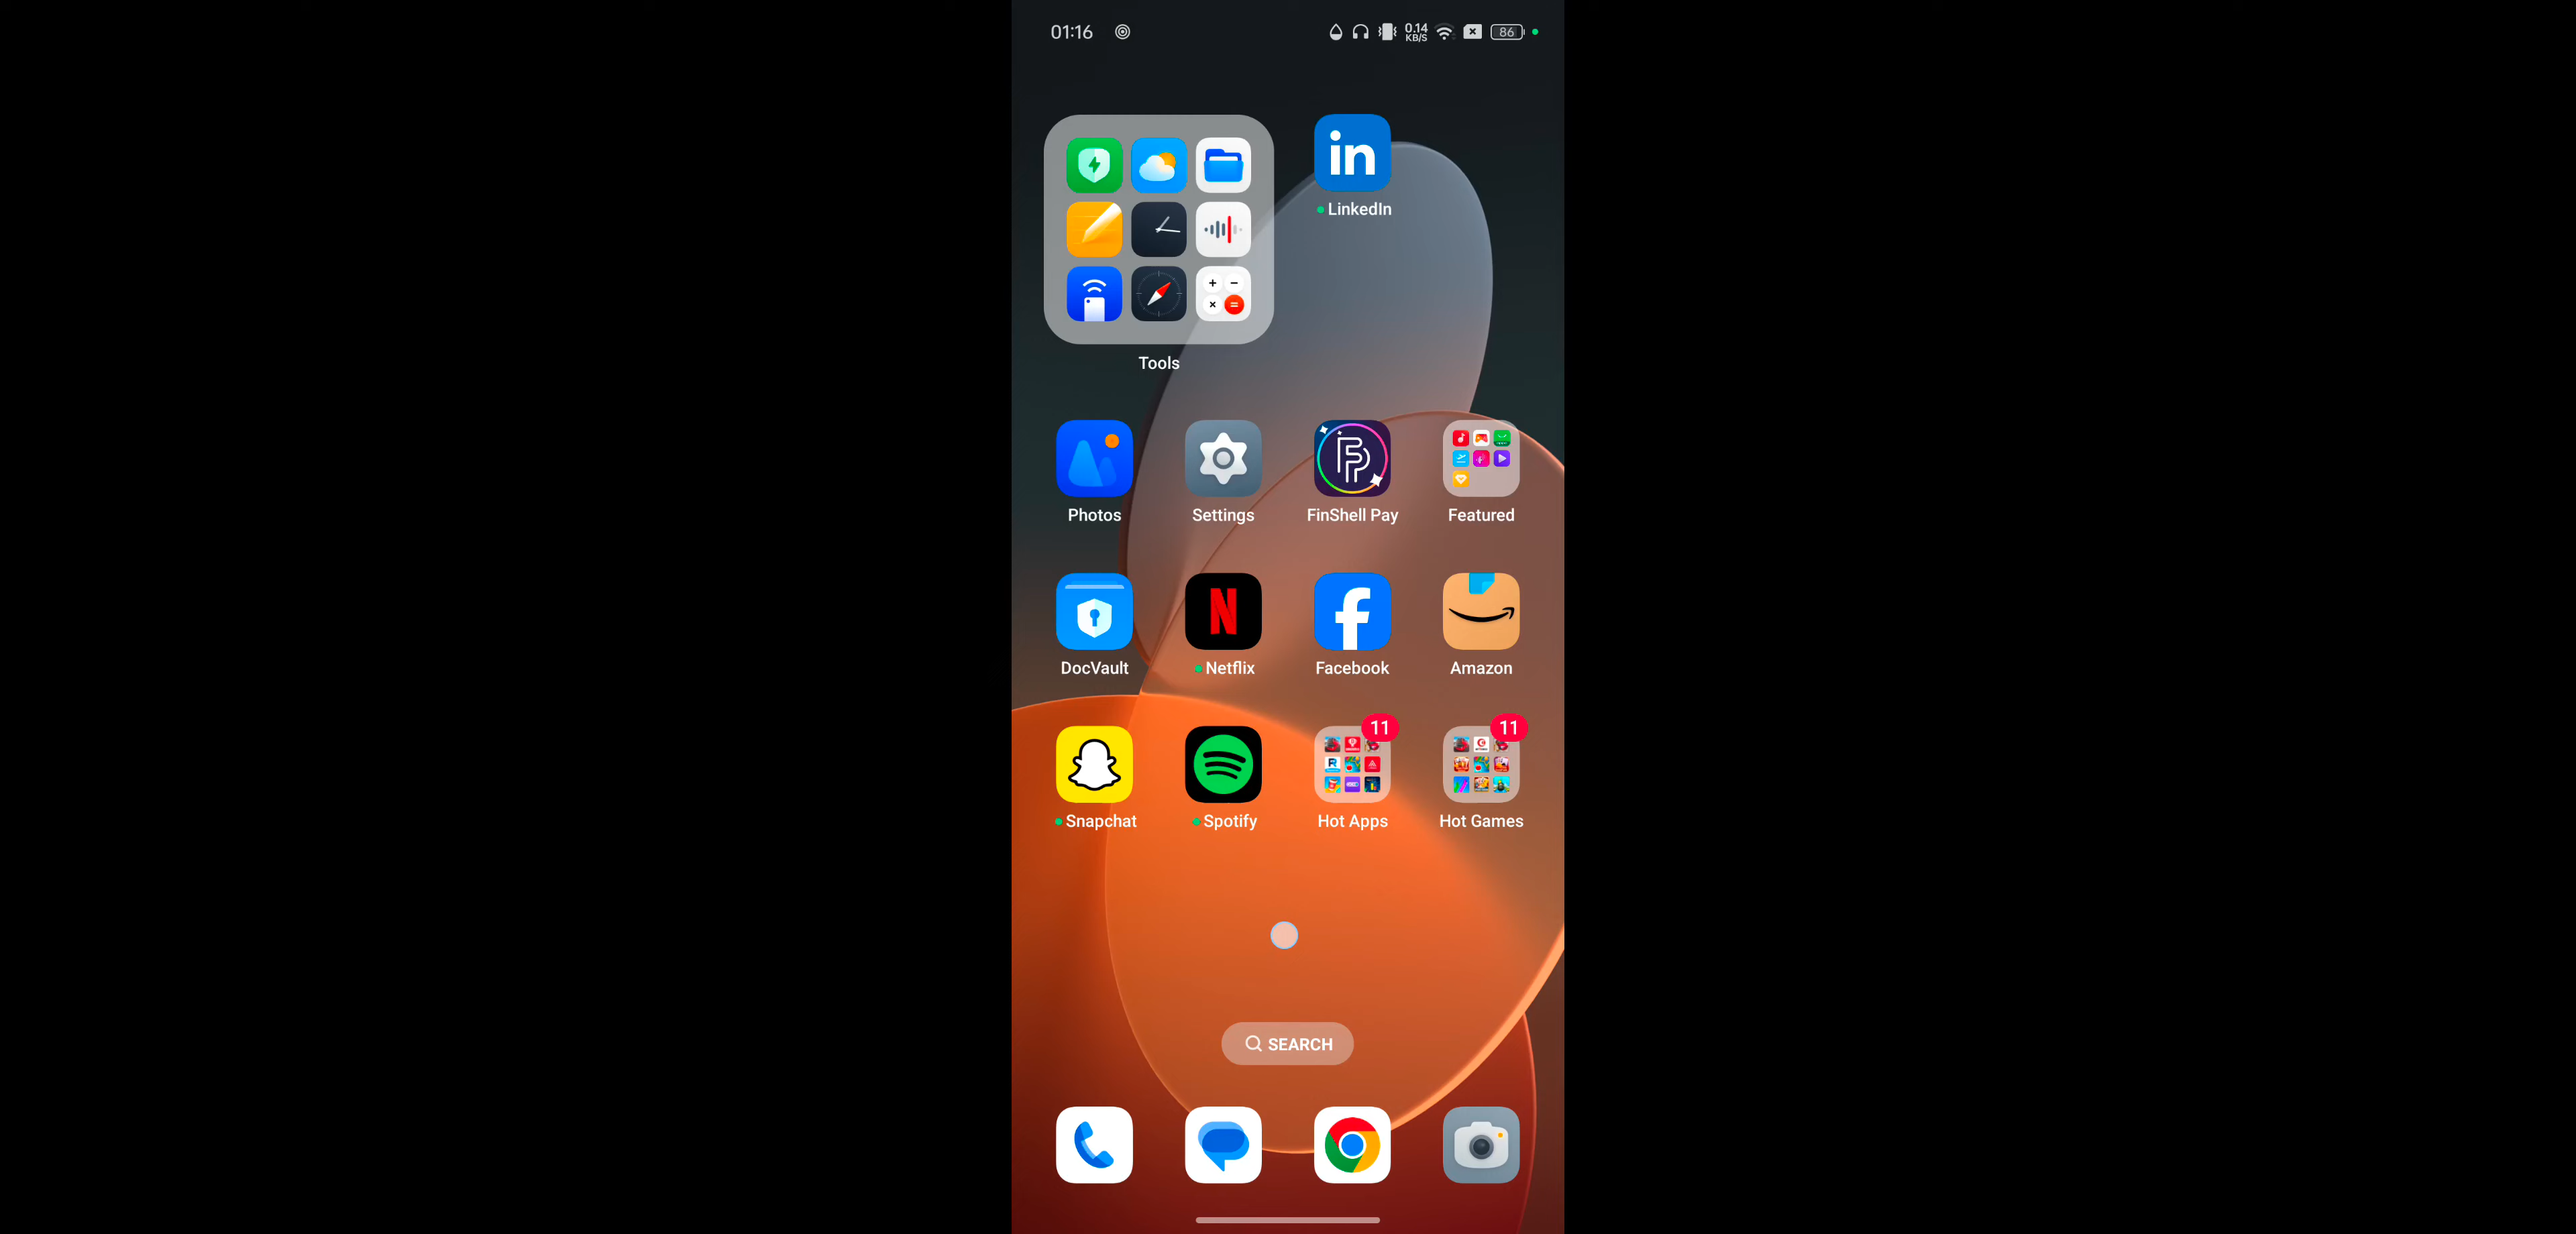 01:16 0.14 KB/S 86
in
LinkedIn
Tools
Photos Settings FinShell Pay Featured
DocVault Netflix Facebook Amazon
11 11
Snapchat Spotify Hot Apps Hot Games
SEARCH